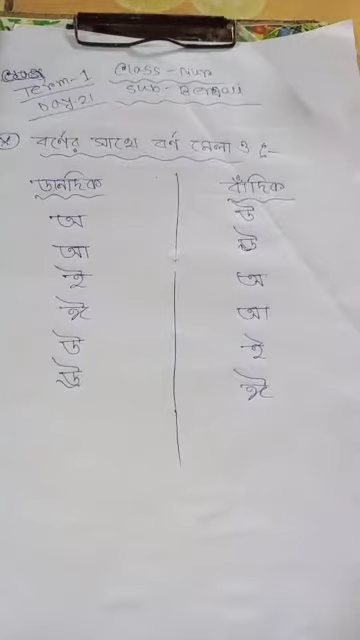 Term-1
Day-21
Class-Nur
Sub-Bengali
বর্ণের সাথে বর্ণ মেলাও ঃ-
ডানদিক বাঁদিক
অ উ
আ ঊ
ই অ
ঈ আ
উ ই
ঊ ঈ